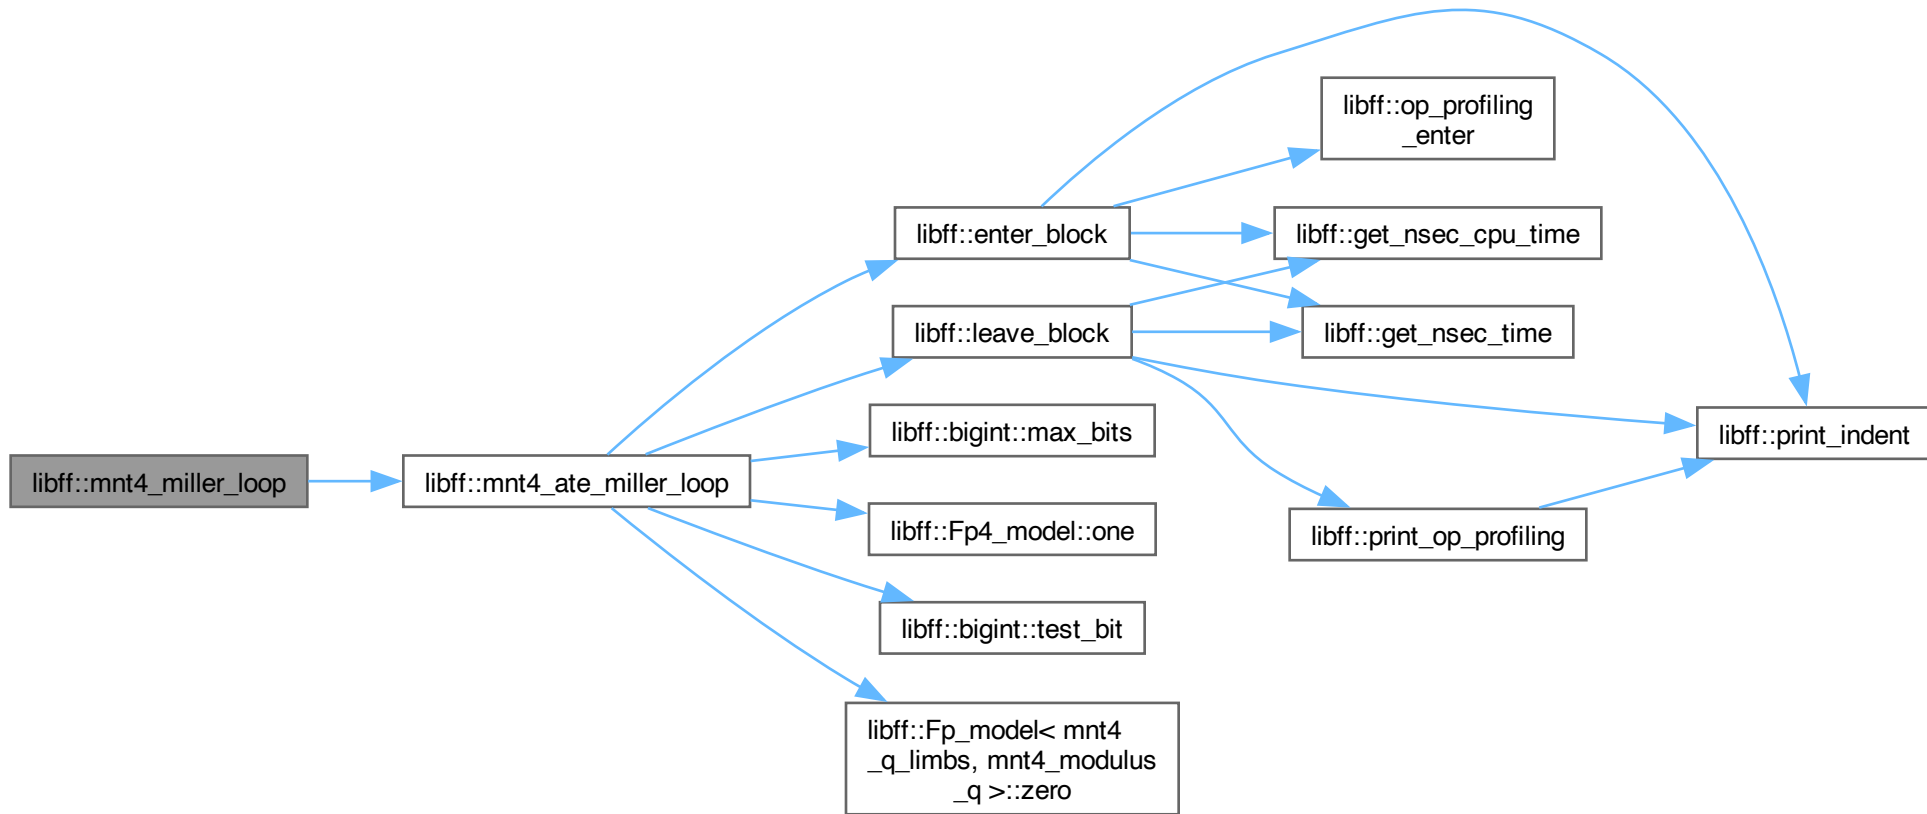 libff::mnt4_miller_loop
libff::mnt4_ate_miller_loop
libff::enter_block
libff::leave_block
libff::bigint::max_bits
libff::Fp4_model::one
libff::bigint::test_bit
libff::Fp_model< mnt4
_q_limbs, mnt4_modulus
_q >::zero
libff::op_profiling
_enter
libff::get_nsec_cpu_time
libff::get_nsec_time
libff::print_op_profiling
libff::print_indent